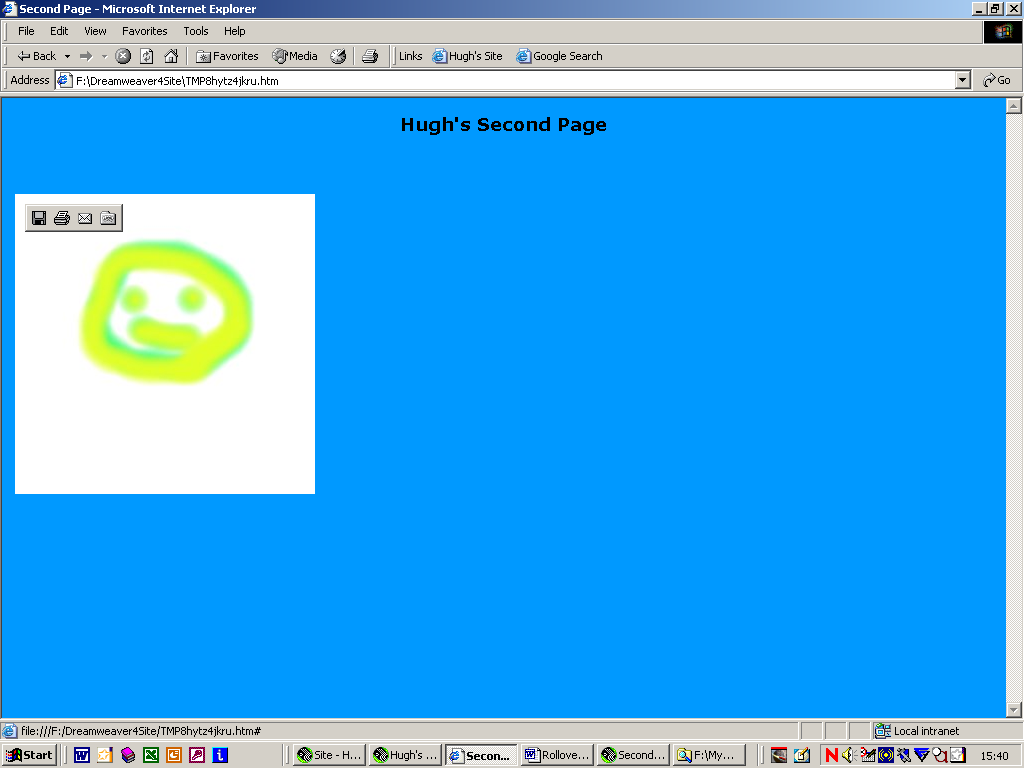 Second Page - Microsoft Internet Explorer
File Edit View Favorites Tools Help
Back Favorites Media Links Hugh's Site Google Search
Address F:\Dreamweaver4Site\TMP8hytz4jkru.htm Go
Hugh's Second Page
file:///F:/Dreamweaver4Site/TMP8hytz4jkru.htm# Local intranet
Start Site - H... Hugh's ... Secon... Rollove... Second... F:\My... 15:40